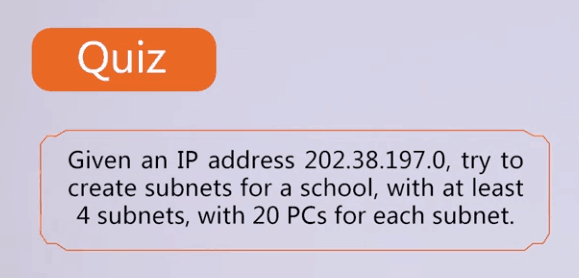 Quiz
Given an IP address 202.38.197.0, try to
create subnets for a school, with at least
4 subnets, with 20 PCs for each subnet.